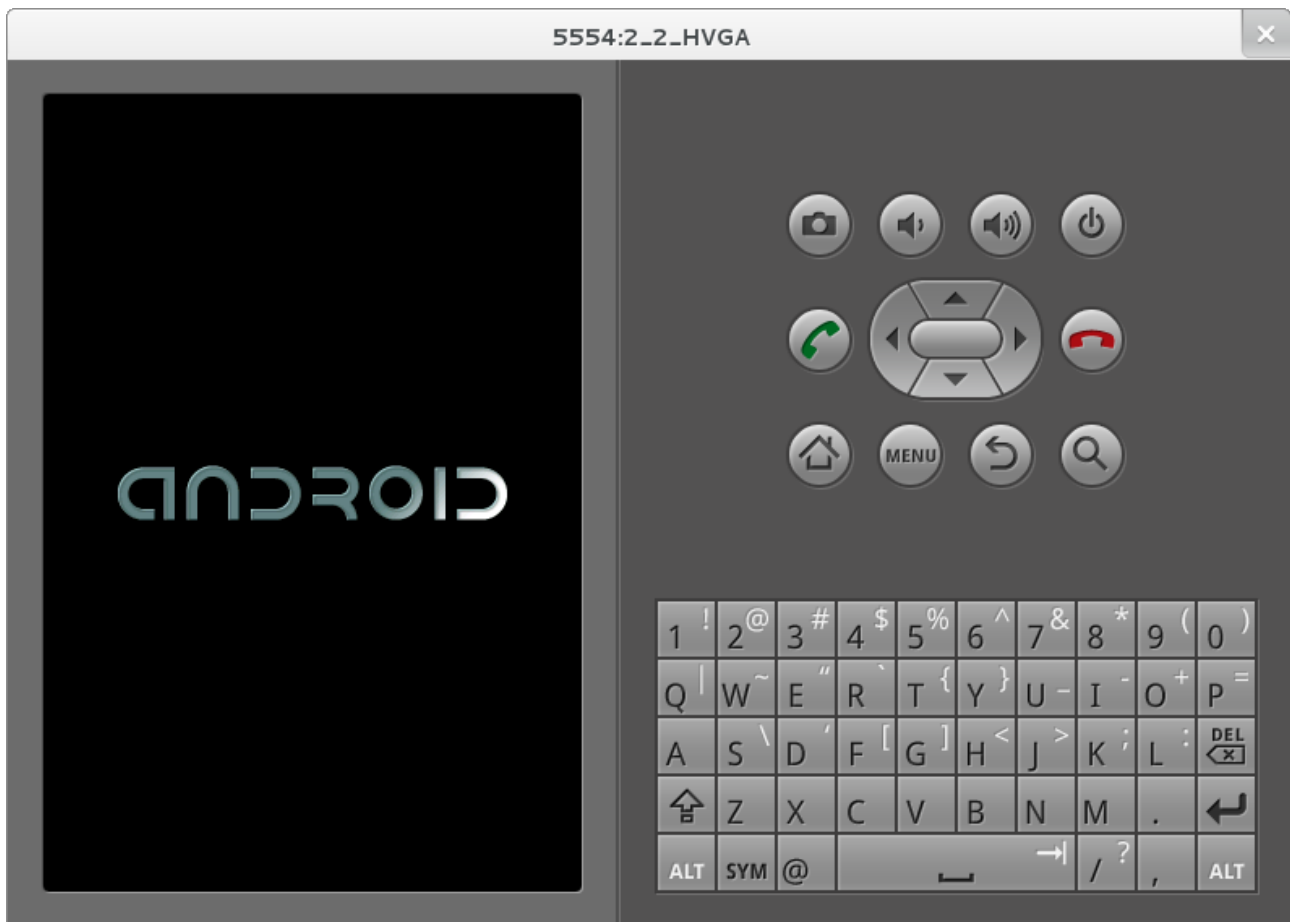 5554:2_2_HVGA
ANDROID
MENU
1 ! 2 @ 3 # 4 $ 5 % 6 ^ 7 & 8 * 9 ( 0 )
Q | W ~ E " R ` T { Y } U _ I - O + P =
A S \ D ' F [ G ] H < J > K ; L : DEL
Z X C V B N M .
ALT SYM @ / ? , ALT